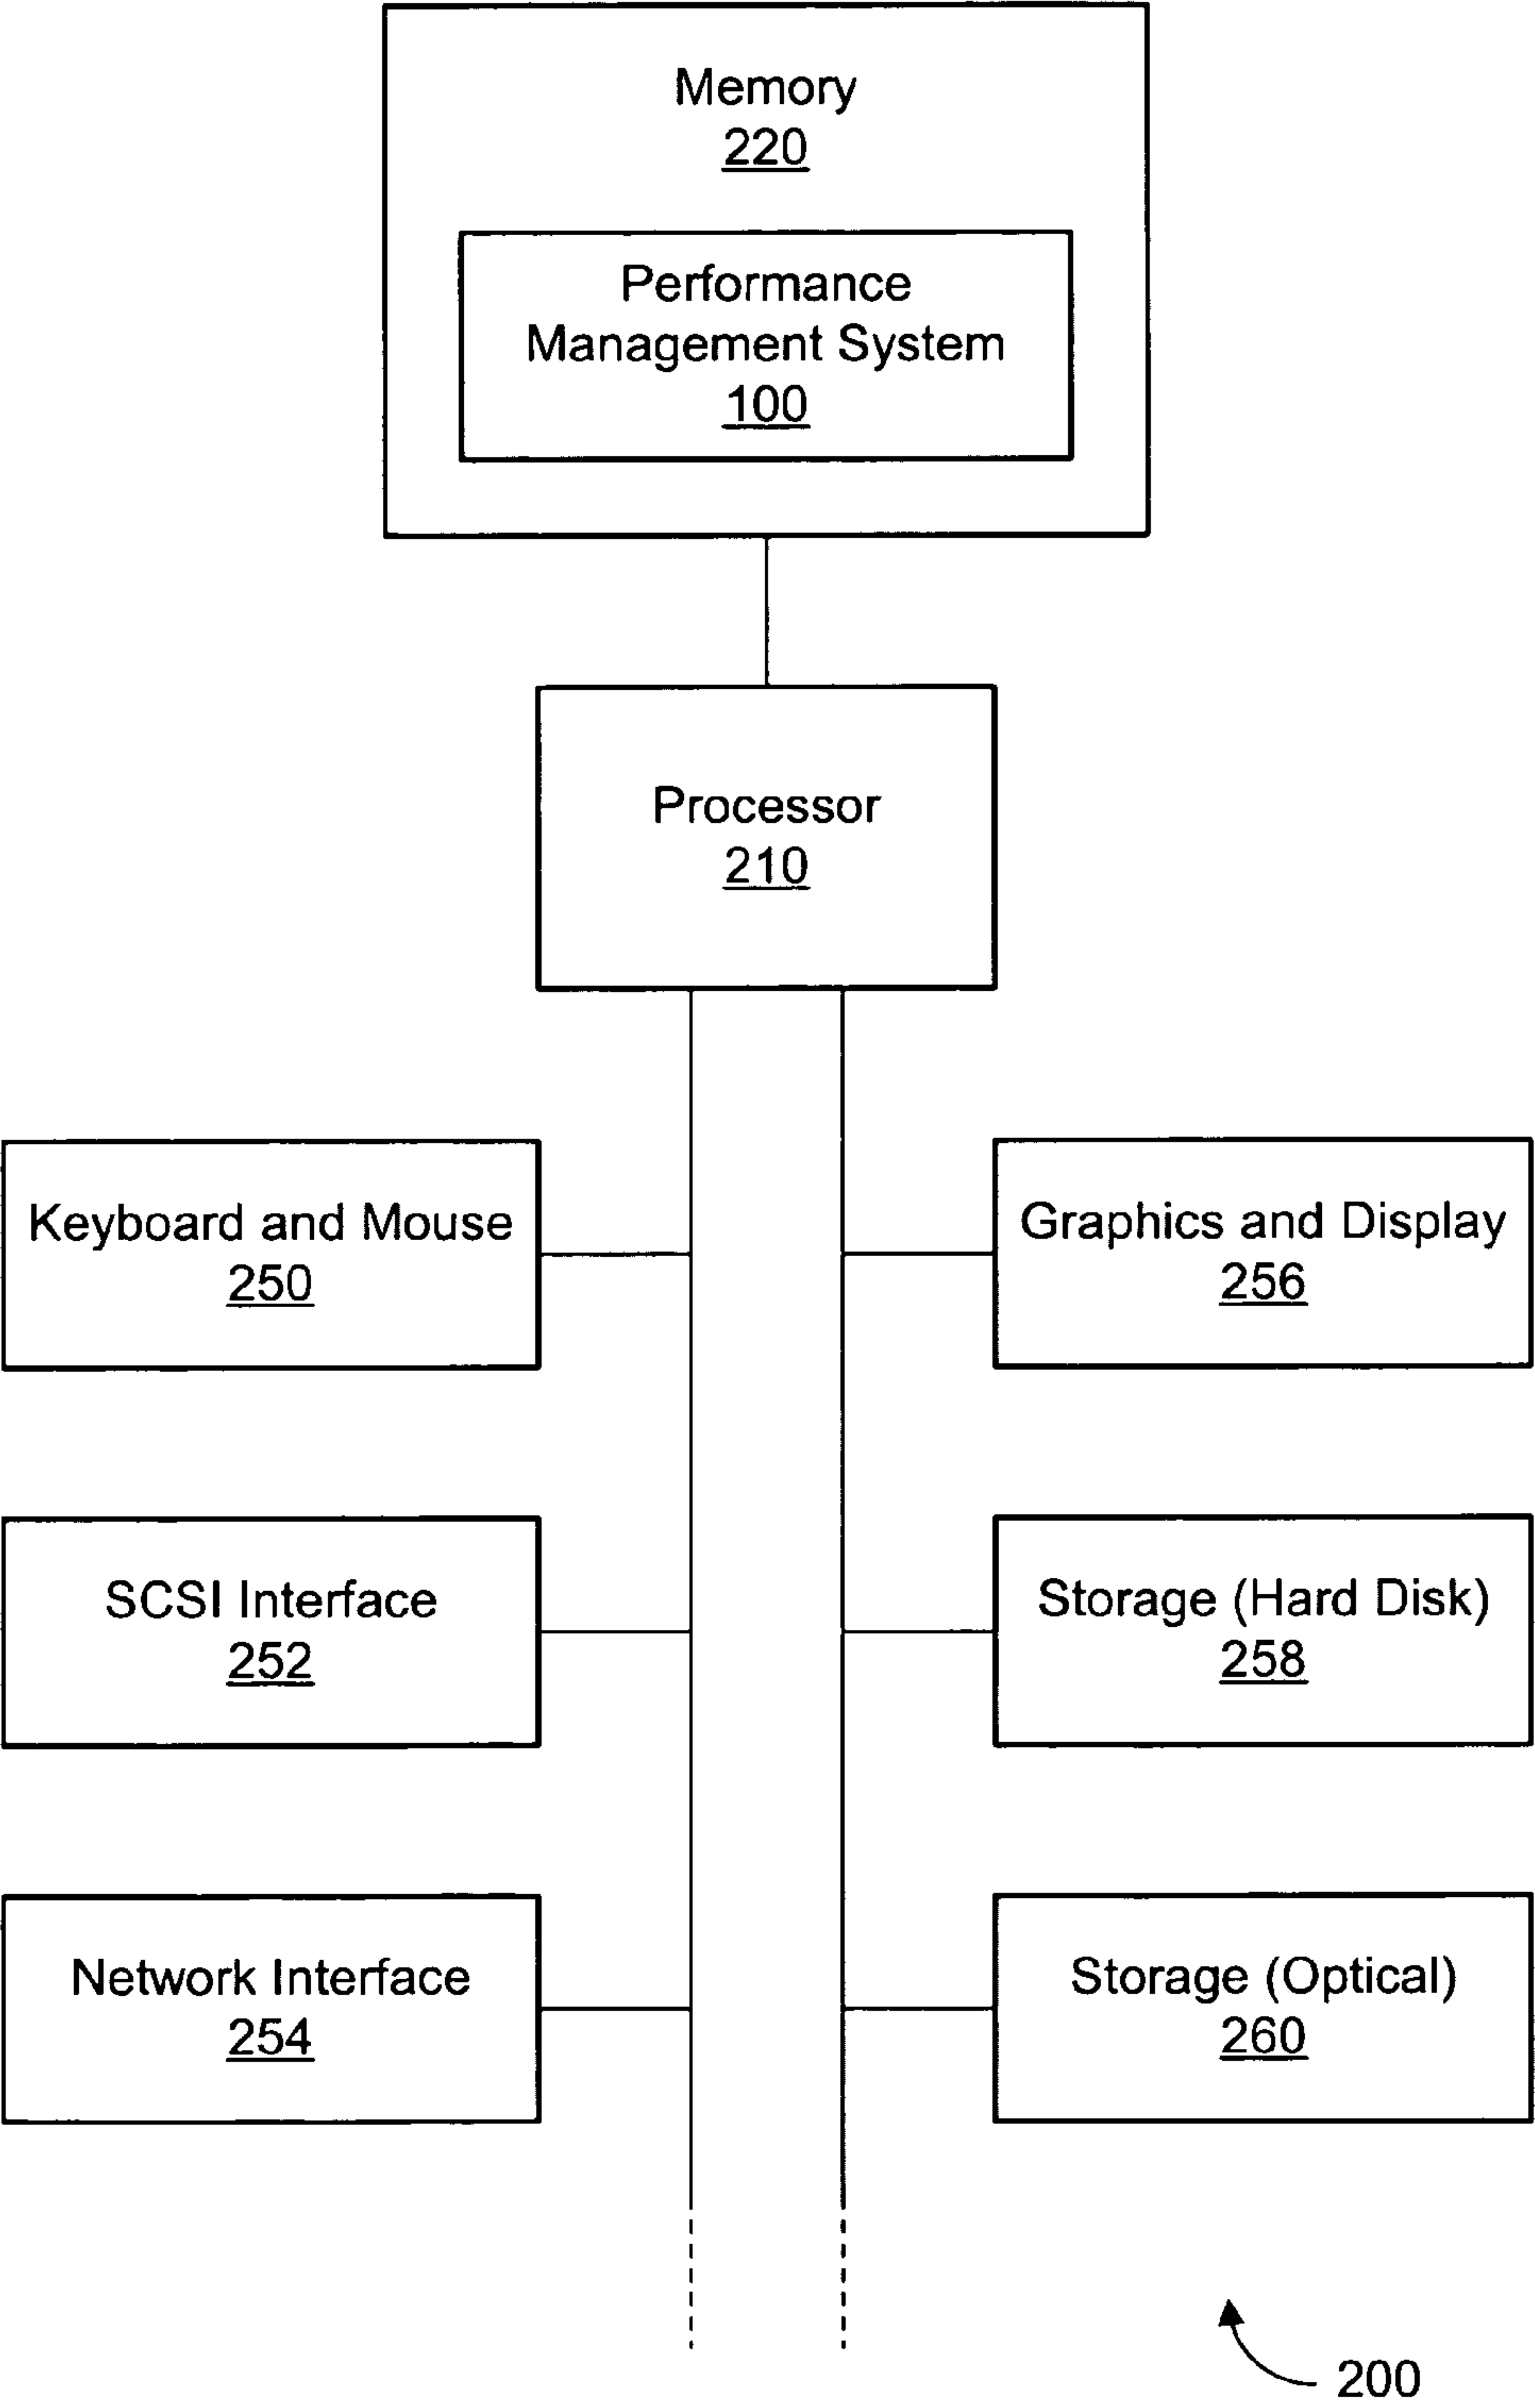 Memory
220
Performance
Management System
100
Processor
210
Keyboard and Mouse
250
Graphics and Display
256
SCSI Interface
252
Storage (Hard Disk)
258
Network Interface
254
Storage (Optical)
260
200